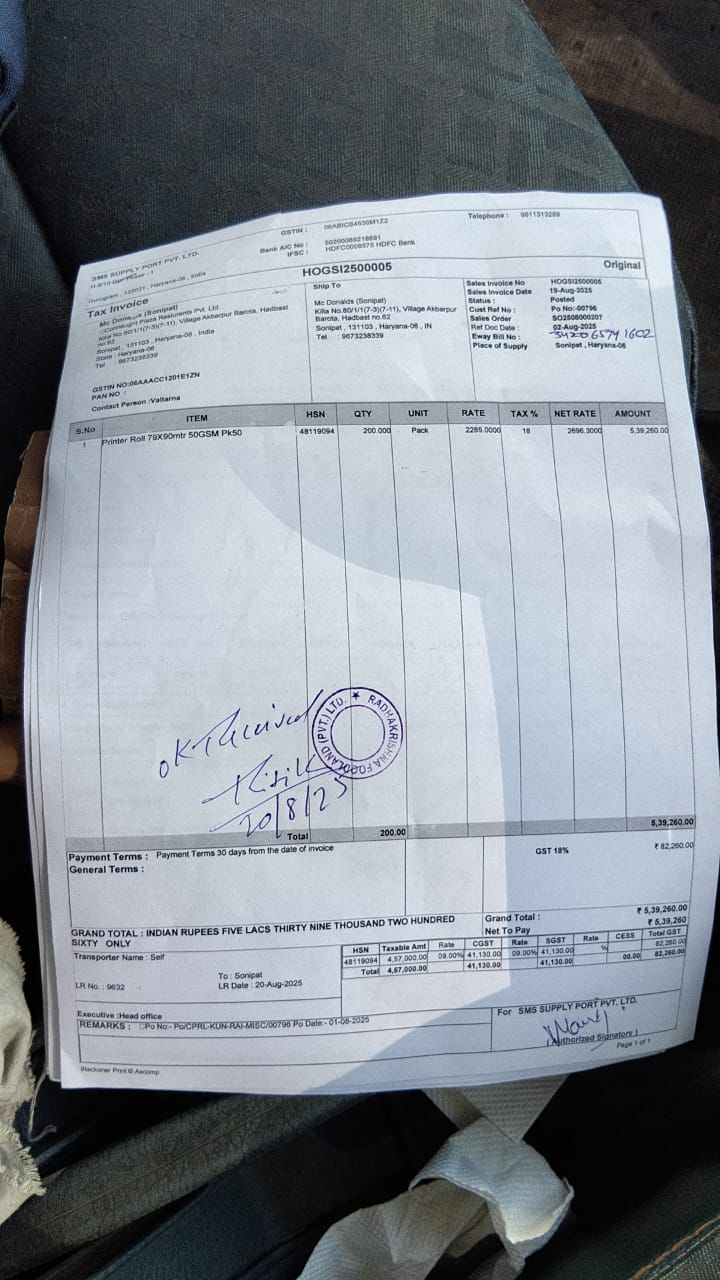 SMS SUPPLY PORT PVT. LTD.
Gurugram, 122021, Haryana-06, India
GSTIN : 06ABICS4530M1Z2
Bank A/C No : 50200069218691
IFSC : HDFC0009575 HDFC Bank
Telephone : 9811313289
HOGSI2500005
Original
Tax Invoice
Mc (Sonipat)
Connaught Plaza Resturents Pvt. Ltd.
Killa No.80/1/1(7-3)(7-11), Village Akbarpur Barota, Hadbast
no.62
Sonipat, 131103, Haryana-06, India
State : Haryana-06
Tel : 9673238339
GSTIN NO:06AAACC1201E1ZN
PAN NO :
Contact Person :Valtarna
Ship To
Mc Donalds (Sonipat)
Killa No.80/1/1(7-3)(7-11), Village Akbarpur
Barota, Hadbast no.62
Sonipat , 131103, Haryana-06, IN
Tel : 9673238339
Sales Invoice No HOGSI2500005
Sales Invoice Date 19-Aug-2025
Status : Posted
Cust Ref No : Po No:-00796
Sales Order SO2508000207
Ref Doc Date : 02-Aug-2025
Eway Bill No :
Place of Supply Sonipat, Haryana-06
S.No ITEM HSN QTY UNIT RATE TAX % NET RATE AMOUNT
1 Printer Roll 79X90mtr 50GSM Pk50 48119094 200.000 Pack 2285.0000 18 2696.3000 5,39,260.00
OK Received
RADHAKRISHNA FOODLAND (PVT.) LTD. ★
20/8/25
5,39,260.00
Total 200.00
Payment Terms : Payment Terms 30 days from the date of invoice
General Terms :
GST 18% ₹ 82,260.00
GRAND TOTAL : INDIAN RUPEES FIVE LACS THIRTY NINE THOUSAND TWO HUNDRED
SIXTY ONLY
Grand Total : ₹ 5,39,260.00
Net To Pay ₹ 5,39,260
Transporter Name : Self
LR No. : 9632
To : Sonipat
LR Date : 20-Aug-2025
HSN Taxable Amt Rate CGST Rate SGST Rate CESS Total GST
48119094 4,57,000.00 09.00% 41,130.00 09.00% 41,130.00 % 82,260.00
Total 4,57,000.00 41,130.00 41,130.00 00.00 82,260.00
Executive :Head office
REMARKS : Po No:- Po/CPRL-KUN-RAI-MISC/00796 Po Date:- 01-08-2025
For SMS SUPPLY PORT PVT. LTD.
Authorized Signatory
Page 1 of 1
Reckoner Print © Ascomp